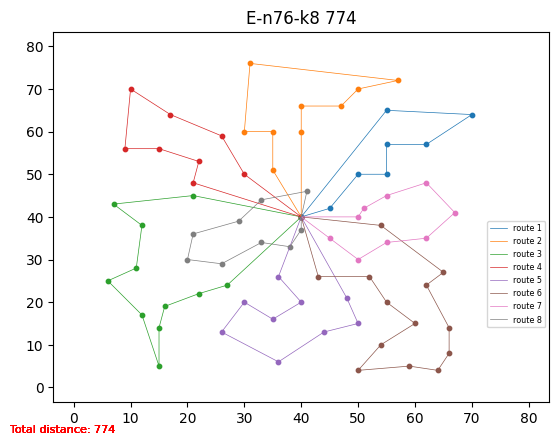 E-n76-k8 774
80
70
60
50
40
30
20
10
0
route 1
route 2
route 3
route 4
route 5
route 6
route 7
route 8
0 10 20 30 40 50 60 70 80
Total distance: 774